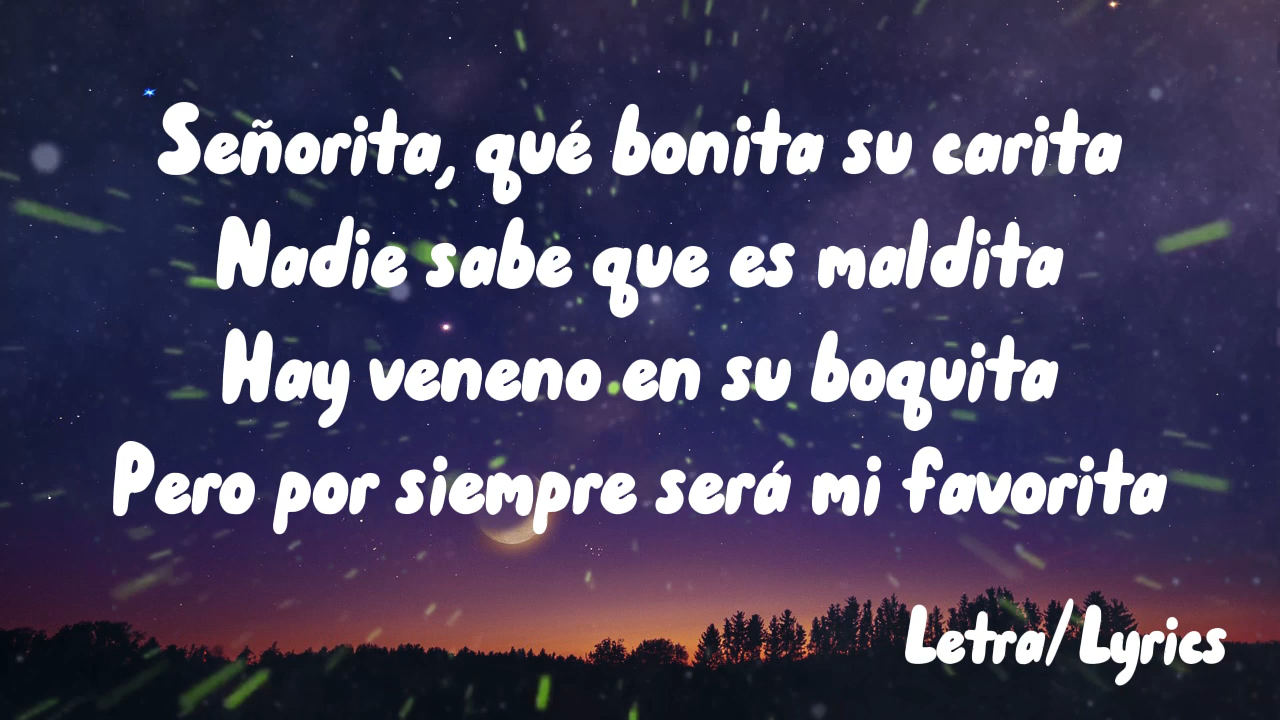 Señorita, qué bonita su carita
Nadie sabe que es maldita
Hay veneno en su boquita
Pero por siempre será mi favorita
Letra/Lyrics